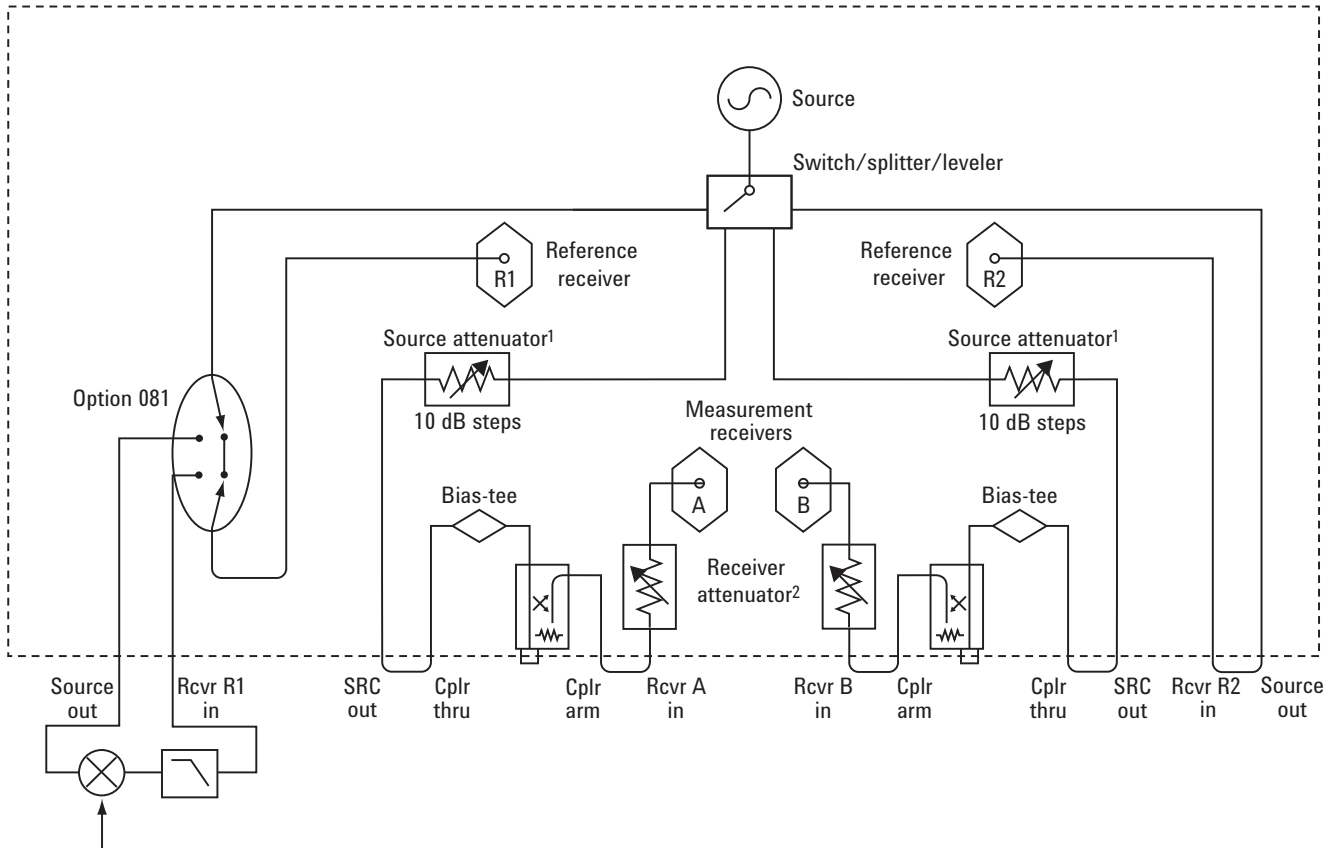 Source
Switch/splitter/leveler
R1
Reference
receiver
Reference
receiver
R2
Source attenuator¹
10 dB steps
Source attenuator¹
10 dB steps
Option 081
Measurement
receivers
A
B
Bias-tee
Bias-tee
Receiver
attenuator²
Source
out
Rcvr R1
in
SRC
out
Cplr
thru
Cplr
arm
Rcvr A
in
Rcvr B
in
Cplr
arm
Cplr
thru
SRC
out
Rcvr R2
in
Source
out